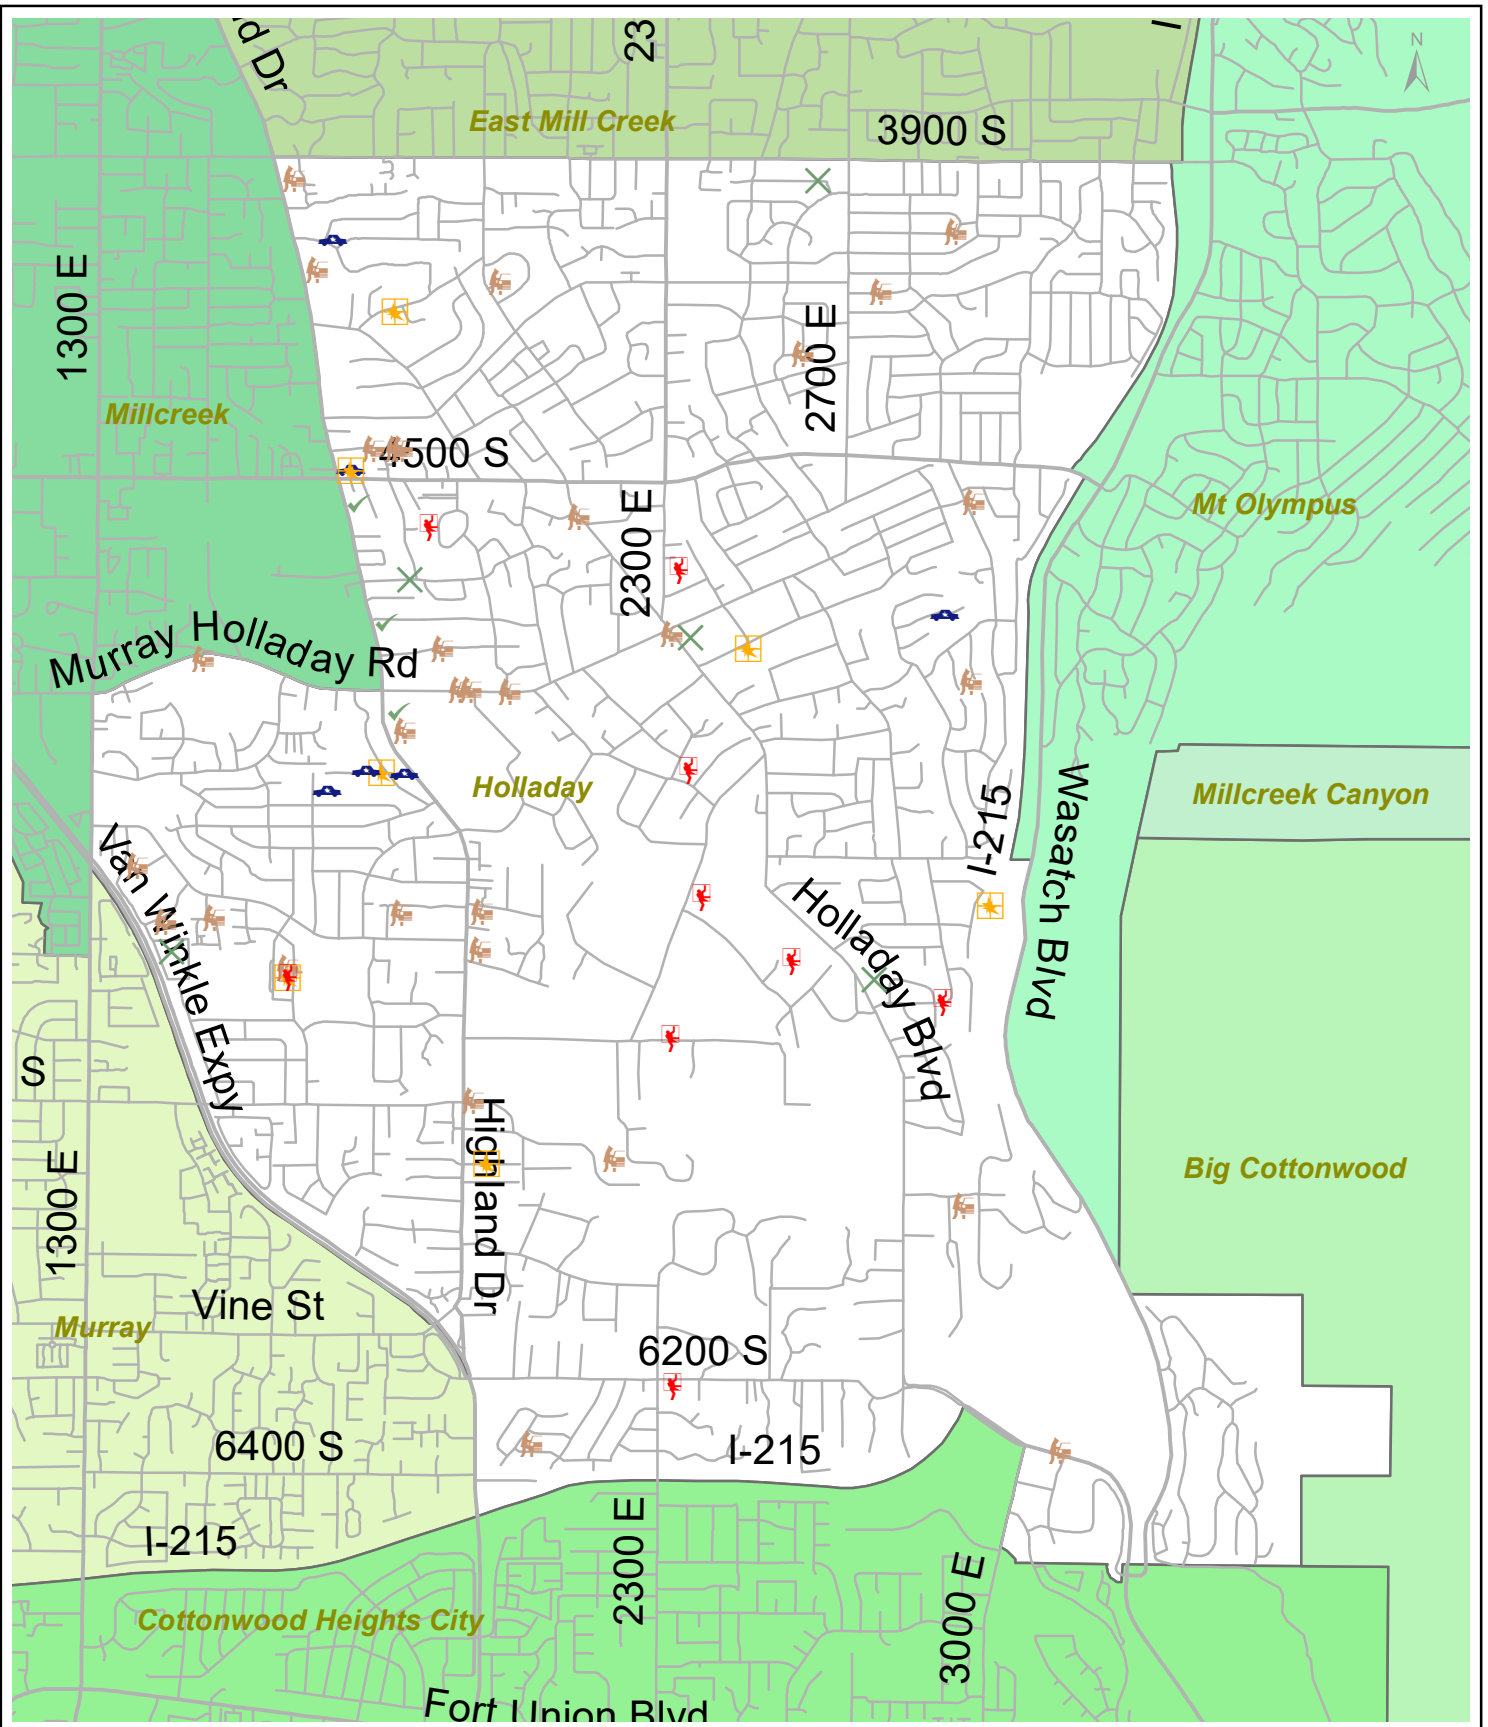 nd Dr
23
N
East Mill Creek
3900 S
1300 E
2700 E
Millcreek
4500 S
2300 E
Mt Olympus
Murray Holladay Rd
Holladay
I-215
Wasatch Blvd
Millcreek Canyon
Van Winkle Expy
Holladay Blvd
S
Highland Dr
1300 E
Big Cottonwood
Vine St
Murray
6200 S
6400 S
I-215
I-215
2300 E
3000 E
Cottonwood Heights City
Fort Union Blvd